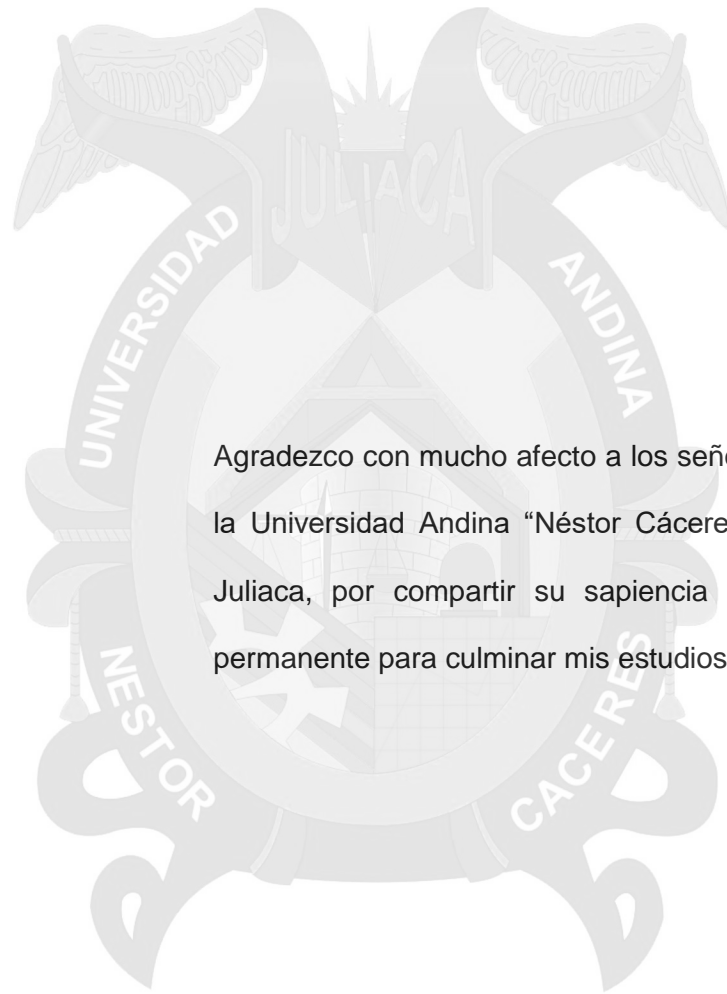 JULIACA
UNIVERSIDAD
ANDINA
Agradezco con mucho afecto a los seño
la Universidad Andina “Néstor Cácere
Juliaca, por compartir su sapiencia
permanente para culminar mis estudios
NESTOR
CACERES